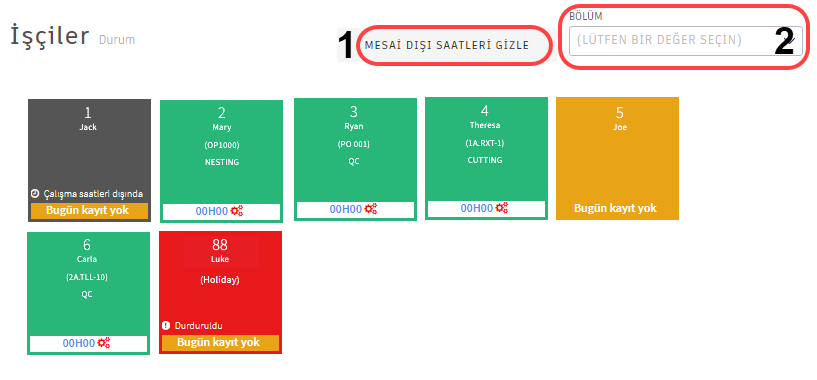 İşçiler Durum
1
MESAİ DIŞI SAATLERİ GİZLE
BÖLÜM
(LÜTFEN BİR DEĞER SEÇİN)
2
1
Jack
Çalışma saatleri dışında
Bugün kayıt yok
2
Mary
(OP1000)
NESTING
00H00
3
Ryan
(PO 001)
QC
00H00
4
Theresa
(1A.RXT-1)
CUTTING
00H00
5
Joe
Bugün kayıt yok
6
Carla
(2A.TLL-10)
QC
00H00
88
Luke
(Holiday)
Durduruldu
Bugün kayıt yok